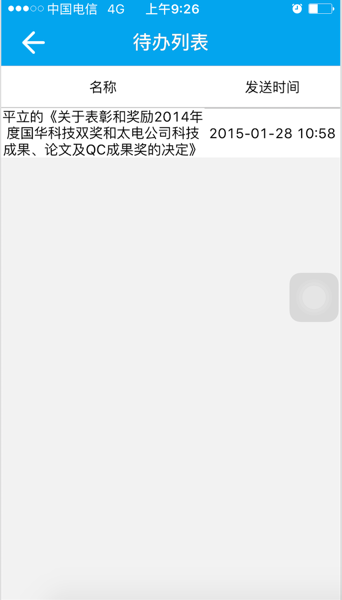 中国电信 4G 上午9:26
待办列表
名称 发送时间
平立的《关于表彰和奖励2014年
度国华科技双奖和太电公司科技 2015-01-28 10:58
成果、论文及QC成果奖的决定》